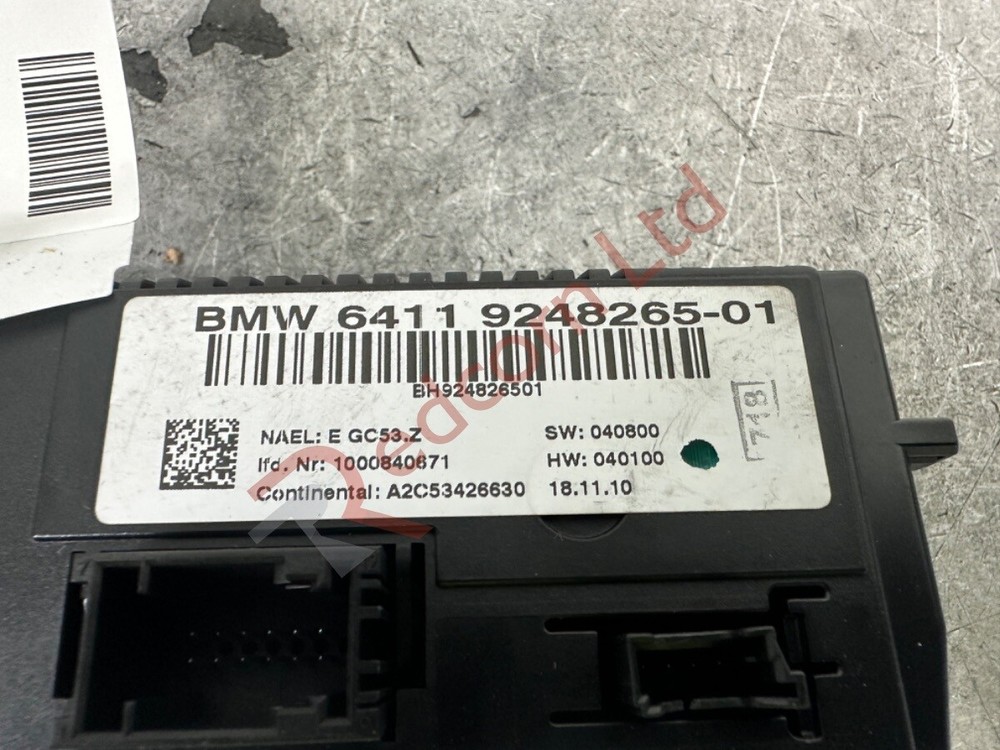 BMW 6411 9248265-01
BH924826501
NAEL: E GC53.Z
SW: 040800
lfd. Nr: 1000840671
HW: 040100
Continental: A2C53426630
18.11.10
718
Redcorn Ltd